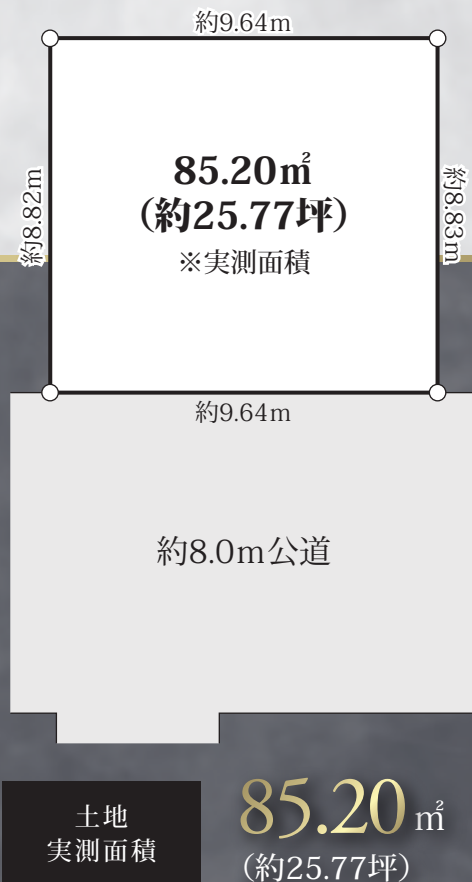 約9.64m
85.20㎡
(約25.77坪)
※実測面積
約8.82m
約8.83m
約9.64m
約8.0m公道
土地
実測面積
85.20㎡
(約25.77坪)